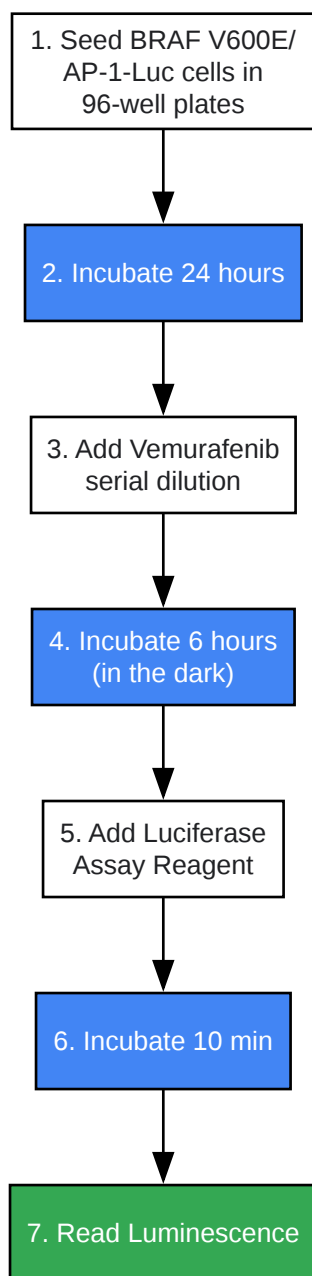 1. Seed BRAF V600E/
AP-1-Luc cells in
96-well plates
2. Incubate 24 hours
3. Add Vemurafenib
serial dilution
4. Incubate 6 hours
(in the dark)
5. Add Luciferase
Assay Reagent
6. Incubate 10 min
7. Read Luminescence